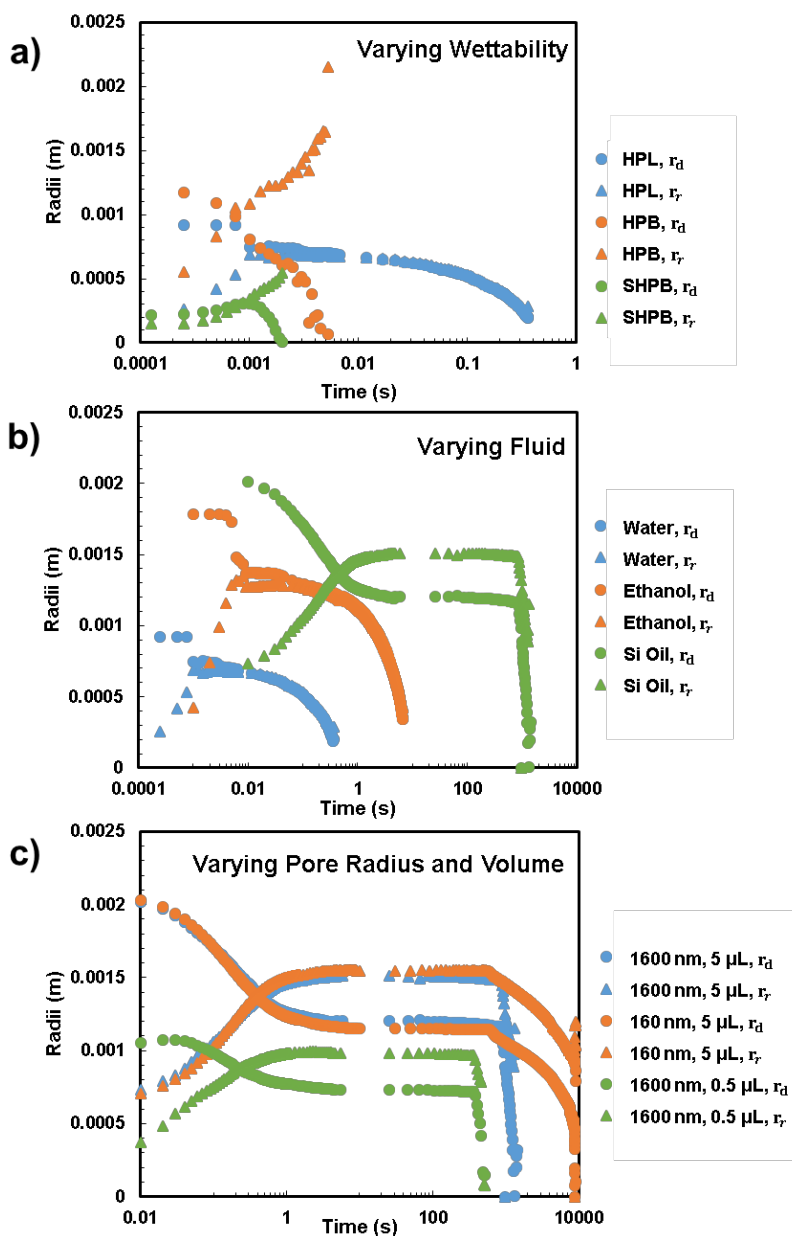 a)
Varying Wettability
0.0025
0.002
0.0015
0.001
0.0005
0
Radii (m)
0.0001 0.001 0.01 0.1 1
Time (s)
HPL, rd
HPL, rr
HPB, rd
HPB, rr
SHPB, rd
SHPB, rr
b)
Varying Fluid
0.0025
0.002
0.0015
0.001
0.0005
0
Radii (m)
0.0001 0.01 1 100 10000
Time (s)
Water, rd
Water, rr
Ethanol, rd
Ethanol, rr
Si Oil, rd
Si Oil, rr
c)
Varying Pore Radius and Volume
0.0025
0.002
0.0015
0.001
0.0005
0
Radii (m)
0.01 1 100 10000
Time (s)
1600 nm, 5 µL, rd
1600 nm, 5 µL, rr
160 nm, 5 µL, rd
160 nm, 5 µL, rr
1600 nm, 0.5 µL, rd
1600 nm, 0.5 µL, rr